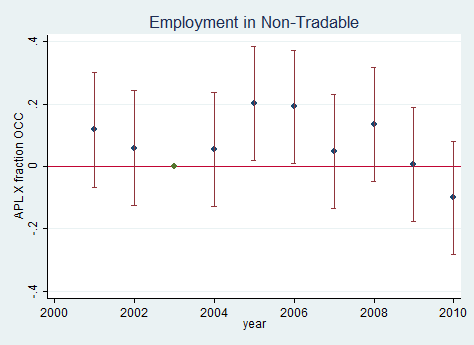 Employment in Non-Tradable
APL X fraction OCC
.4
.2
0
-.2
-.4
2000 2002 2004 2006 2008 2010
year